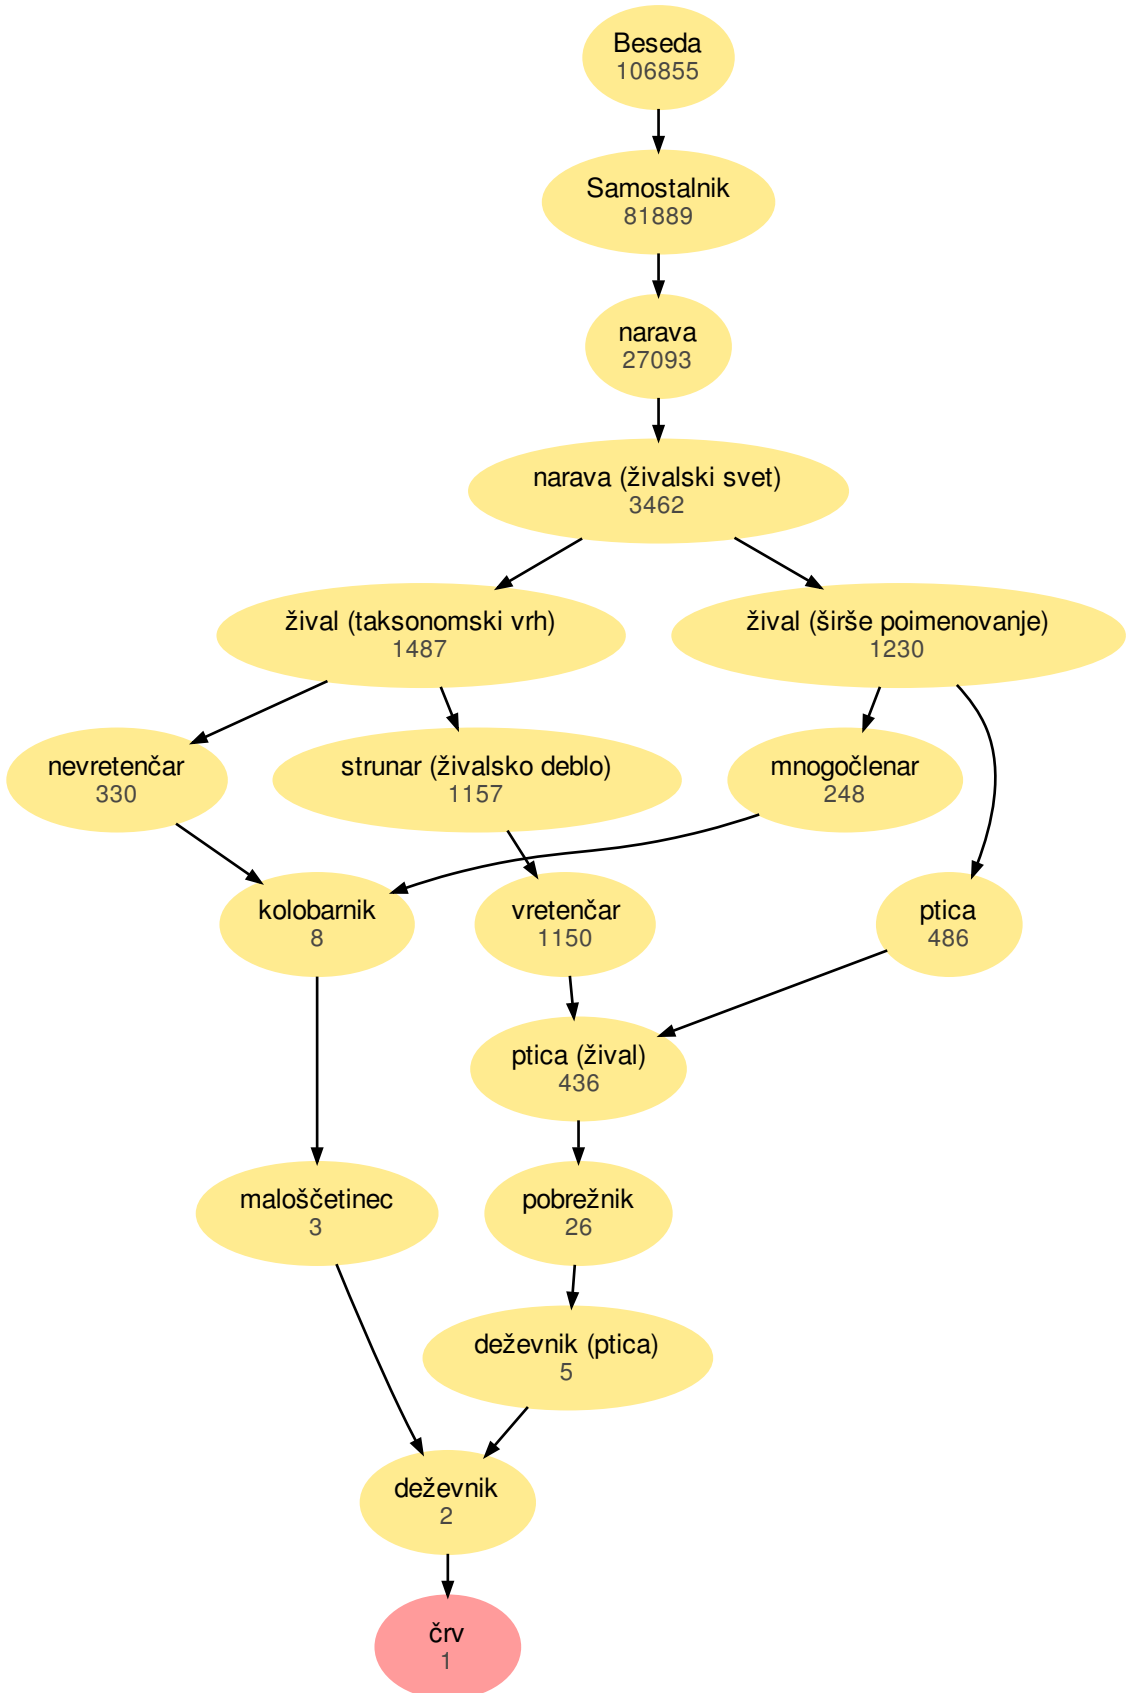 Beseda
106855
Samostalnik
81889
narava
27093
narava (živalski svet)
3462
žival (taksonomski vrh)
1487
žival (širše poimenovanje)
1230
nevretenčar
330
strunar (živalsko deblo)
1157
mnogočlenar
248
kolobarnik
8
vretenčar
1150
ptica
486
ptica (žival)
436
maloščetinec
3
pobrežnik
26
deževnik (ptica)
5
deževnik
2
črv
1